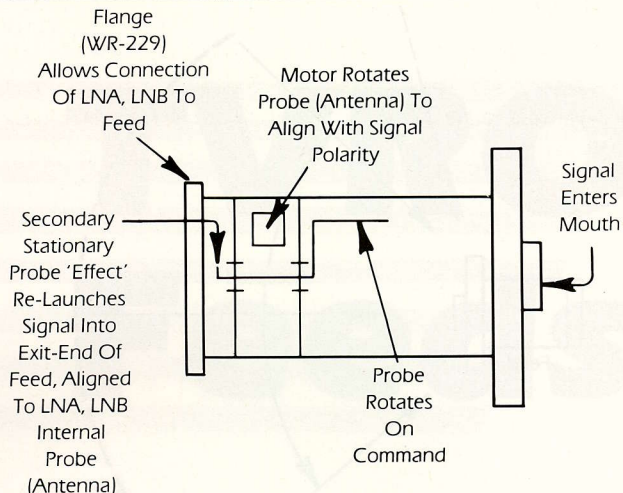 Flange
(WR-229)
Allows Connection
Of LNA, LNB To
Feed
Motor Rotates
Probe (Antenna) To
Align With Signal
Polarity
Signal
Enters
Mouth
Secondary
Stationary
Probe 'Effect'
Re-Launches
Signal Into
Exit-End Of
Feed, Aligned
To LNA, LNB
Internal
Probe
(Antenna)
Probe
Rotates
On
Command